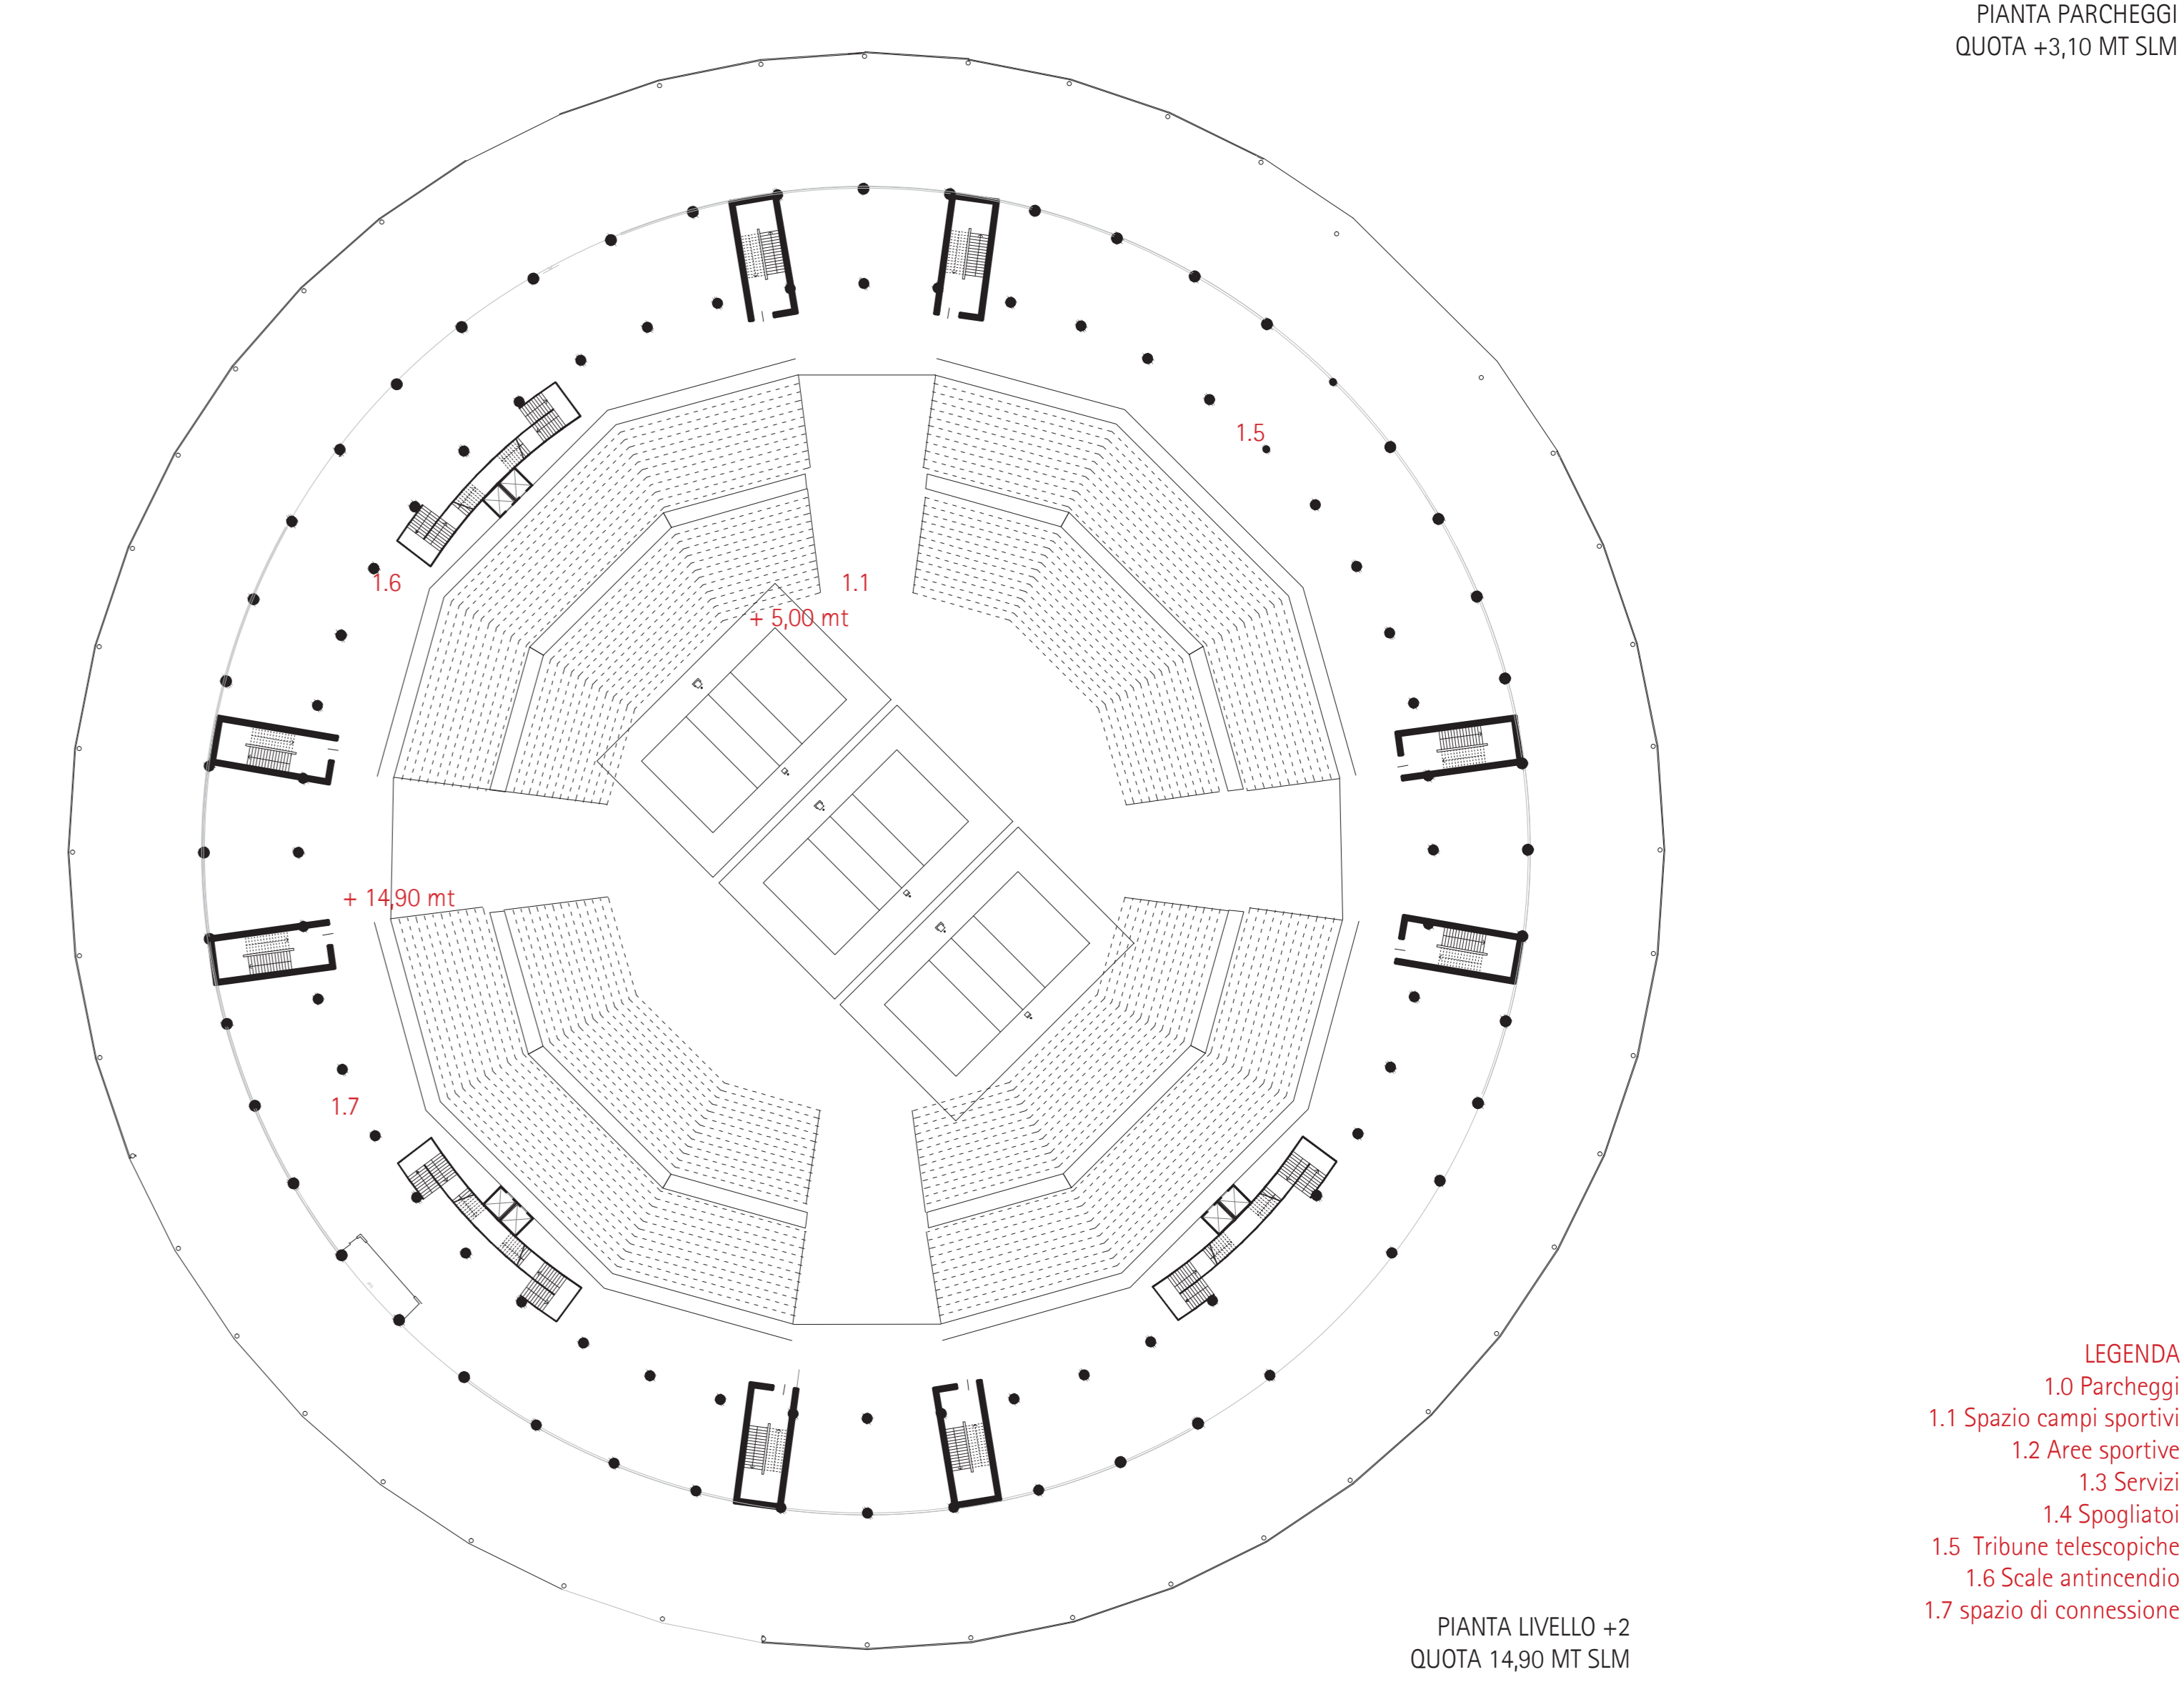 PIANTA PARCHEGGI
QUOTA +3,10 MT SLM
1.5
1.6
1.1
+ 5,00 mt
+ 14,90 mt
1.7
LEGENDA
1.0 Parcheggi
1.1 Spazio campi sportivi
1.2 Aree sportive
1.3 Servizi
1.4 Spogliatoi
1.5 Tribune telescopiche
1.6 Scale antincendio
1.7 spazio di connessione
PIANTA LIVELLO +2
QUOTA 14,90 MT SLM